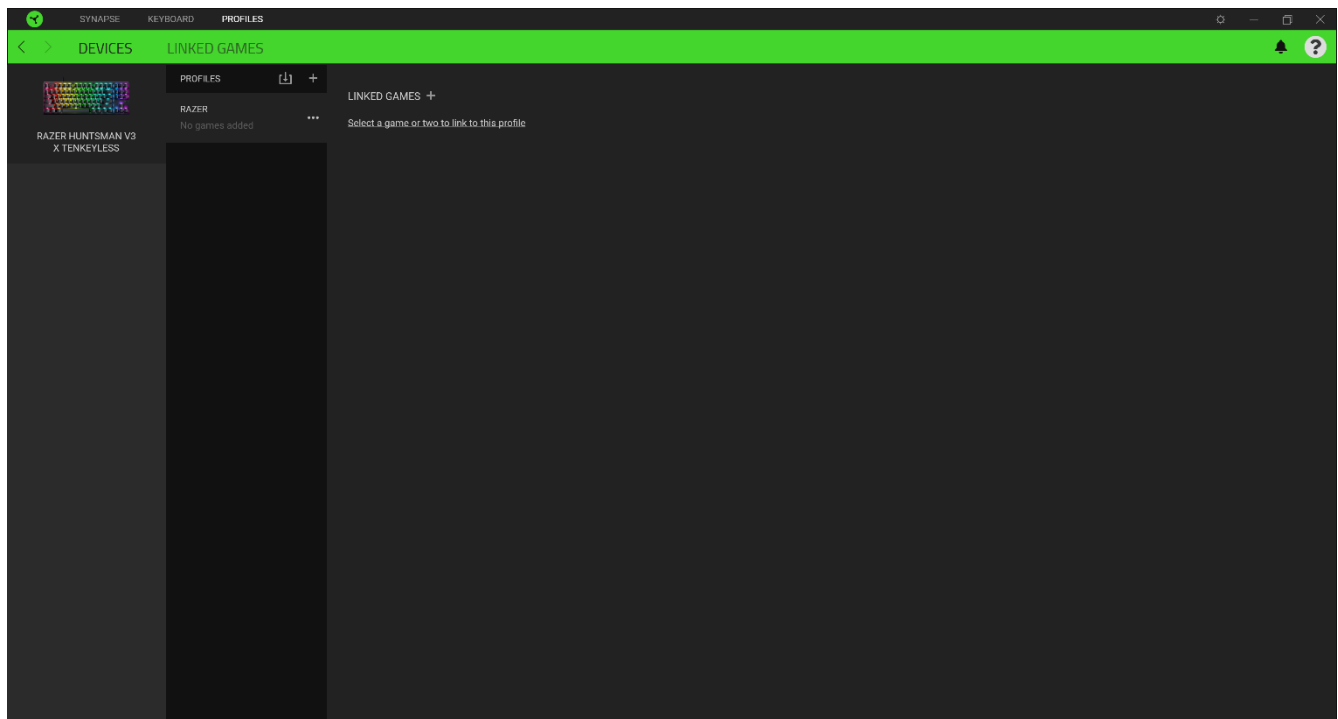 SYNAPSE KEYBOARD PROFILES
DEVICES LINKED GAMES
RAZER HUNTSMAN V3
X TENKEYLESS
PROFILES
RAZER
No games added
LINKED GAMES +
Select a game or two to link to this profile